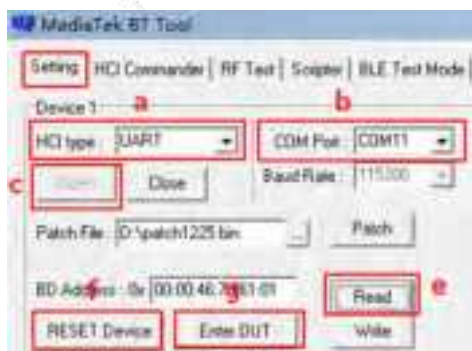 MediaTek BT Tool
Setting HCI Commander RF Test Scripter BLE Test Mode
Device 1 a b
HCI type: UART COM Port: COM11
c Close Baud Rate: 115200
Patch File: D:\patch1225.bin ... Patch
BD Address: 0x Read e
RESET Device Enter DUT Write